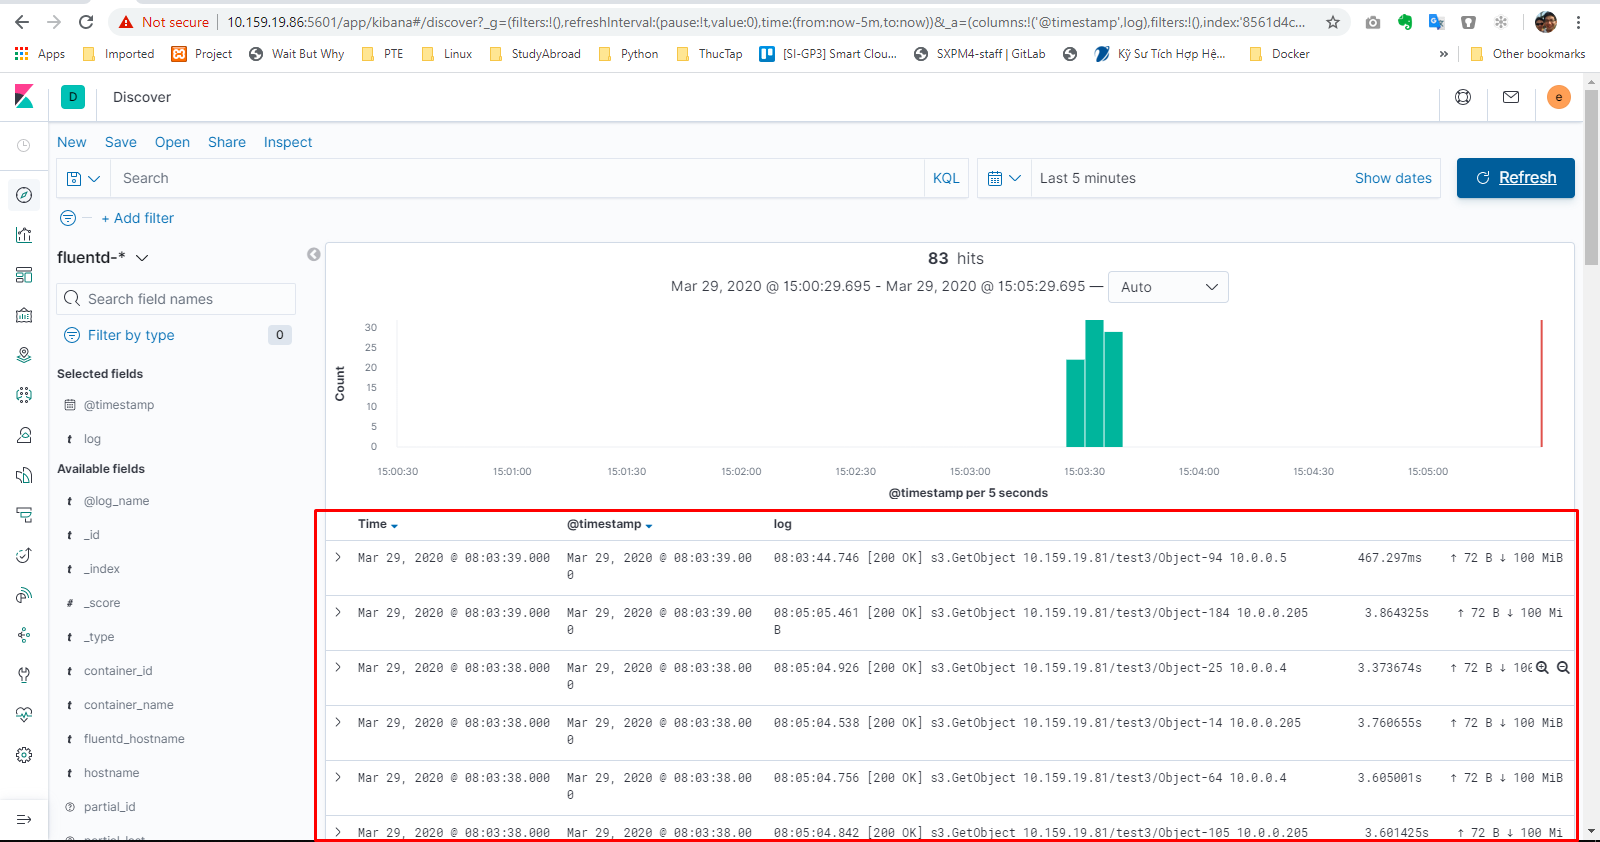 Not secure
10.159.19.86:5601/app/kibana#/discover?_g=(filters:!(),refreshInterval:(pause:!t,value:0),time:(from:now-5m,to:now))&_a=(columns:!('@timestamp',log),filters:!(),index:'8561d4c...
Apps Imported Project Wait But Why PTE Linux StudyAbroad Python ThucTap [SI-GP3] Smart Clou... SXPM4-staff | GitLab Kỹ Sư Tích Hợp Hệ... Docker » Other bookmarks
D Discover e
New Save Open Share Inspect
Search KQL Last 5 minutes Show dates Refresh
+ Add filter
fluentd-*
Search field names
Filter by type 0
Selected fields
@timestamp
t log
Available fields
t @log_name
t _id
t _index
# _score
t _type
t container_id
t container_name
t fluentd_hostname
t hostname
partial_id
83 hits
Mar 29, 2020 @ 15:00:29.695 - Mar 29, 2020 @ 15:05:29.695 — Auto
Count
30
25
20
15
10
5
0
15:00:30 15:01:00 15:01:30 15:02:00 15:02:30 15:03:00 15:03:30 15:04:00 15:04:30 15:05:00
@timestamp per 5 seconds
Time @timestamp log
Mar 29, 2020 @ 08:03:39.000 Mar 29, 2020 @ 08:03:39.00 08:03:44.746 [200 OK] s3.GetObject 10.159.19.81/test3/Object-94 10.0.0.5 467.297ms ↑ 72 B ↓ 100 MiB
0
Mar 29, 2020 @ 08:03:39.000 Mar 29, 2020 @ 08:03:39.00 08:05:05.461 [200 OK] s3.GetObject 10.159.19.81/test3/Object-184 10.0.0.205 3.864325s ↑ 72 B ↓ 100 Mi
0 B
Mar 29, 2020 @ 08:03:38.000 Mar 29, 2020 @ 08:03:38.00 08:05:04.926 [200 OK] s3.GetObject 10.159.19.81/test3/Object-25 10.0.0.4 3.373674s ↑ 72 B ↓ 100
0
Mar 29, 2020 @ 08:03:38.000 Mar 29, 2020 @ 08:03:38.00 08:05:04.538 [200 OK] s3.GetObject 10.159.19.81/test3/Object-14 10.0.0.205 3.760655s ↑ 72 B ↓ 100 MiB
0
Mar 29, 2020 @ 08:03:38.000 Mar 29, 2020 @ 08:03:38.00 08:05:04.756 [200 OK] s3.GetObject 10.159.19.81/test3/Object-64 10.0.0.4 3.605001s ↑ 72 B ↓ 100 MiB
0
Mar 29, 2020 @ 08:03:38.000 Mar 29, 2020 @ 08:03:38.00 08:05:04.842 [200 OK] s3.GetObject 10.159.19.81/test3/Object-105 10.0.0.205 3.601425s ↑ 72 B ↓ 100 Mi